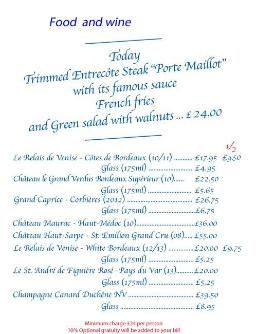 Food and wine
Today
Trimmed Entrecôte Steak "Porte Maillot"
with its famous sauce
French fries
and Green salad with walnuts ... £24.00
1/2
Le Relais de Venise - Côtes de Bordeaux (10/11) ......... £17.95 £9.50
Glass (175ml) ............ £4.95
Château le Grand Verdus Bordeaux Supérieur (10)..... £22.50
Glass (175ml) ............ £5.65
Grand Caprice - Corbières (2012) ............ £26.75
Glass (175ml) ............ £6.75
Château Maurac - Haut-Médoc (10)............ £36.00
Château Haut-Sarpe - St. Emilion Grand Cru (08)..... £55.00
Le Relais de Venise - White Bordeaux (12/13) ......... £20.00 £9.75
Glass (175ml) ............ £5.25
Le St. André de Figuière Rosé - Pays du Var (13)........ £20.00
Glass (175ml) ............ £5.25
Champagne Canard Duchêne NV ............ £39.50
Glass ............ £8.95
Minimum charge £24 per person
10% Optional gratuity will be added to your bill